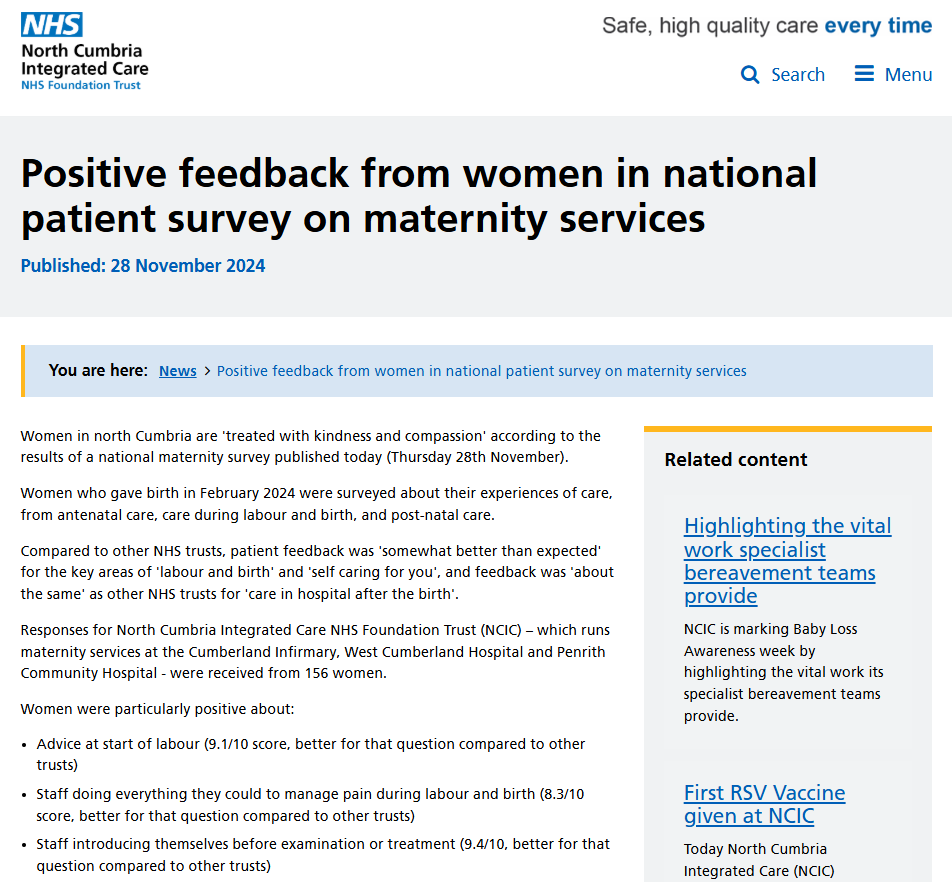 NHS
North Cumbria
Integrated Care
NHS Foundation Trust
Safe, high quality care every time
Search
Menu
Positive feedback from women in national
patient survey on maternity services
Published: 28 November 2024
You are here: News > Positive feedback from women in national patient survey on maternity services
Women in north Cumbria are 'treated with kindness and compassion' according to the
results of a national maternity survey published today (Thursday 28th November).
Women who gave birth in February 2024 were surveyed about their experiences of care,
from antenatal care, care during labour and birth, and post-natal care.
Compared to other NHS trusts, patient feedback was 'somewhat better than expected'
for the key areas of 'labour and birth' and 'self caring for you', and feedback was 'about
the same' as other NHS trusts for 'care in hospital after the birth'.
Responses for North Cumbria Integrated Care NHS Foundation Trust (NCIC) – which runs
maternity services at the Cumberland Infirmary, West Cumberland Hospital and Penrith
Community Hospital - were received from 156 women.
Women were particularly positive about:
• Advice at start of labour (9.1/10 score, better for that question compared to other
trusts)
• Staff doing everything they could to manage pain during labour and birth (8.3/10
score, better for that question compared to other trusts)
• Staff introducing themselves before examination or treatment (9.4/10, better for that
question compared to other trusts)
Related content
Highlighting the vital
work specialist
bereavement teams
provide
NCIC is marking Baby Loss
Awareness week by
highlighting the vital work its
specialist bereavement teams
provide.
First RSV Vaccine
given at NCIC
Today North Cumbria
Integrated Care (NCIC)